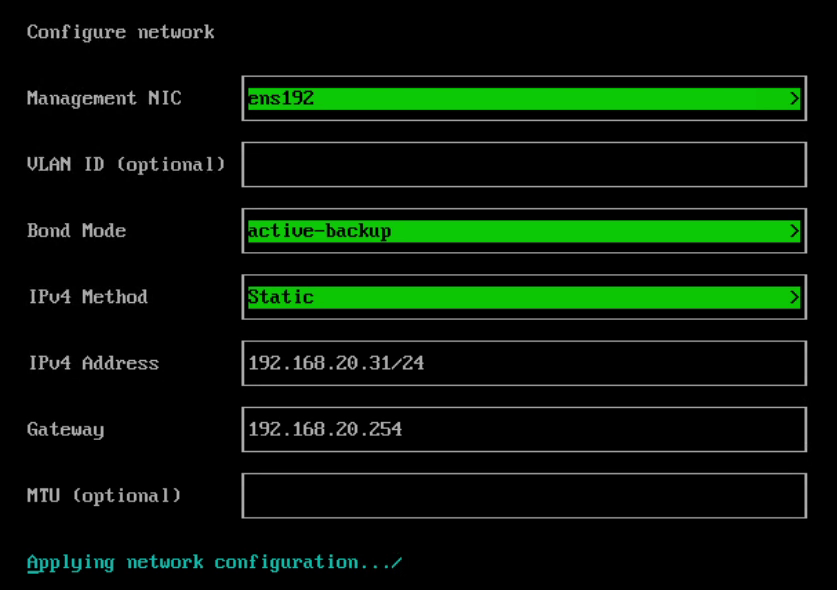 Configure network
Management NIC ens192 >
VLAN ID (optional)
Bond Mode active-backup >
IPv4 Method Static >
IPv4 Address 192.168.20.31/24
Gateway 192.168.20.254
MTU (optional)
Applying network configuration.../